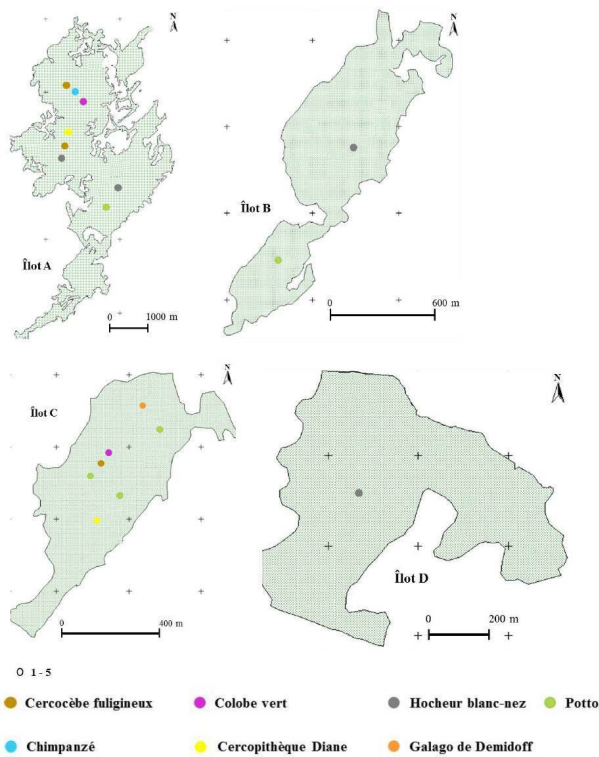 N
N
Îlot A
0 1000 m
Îlot B
0 600 m
N
Îlot C
0 400 m
N
Îlot D
0 200 m
1 - 5
Cercocèbe fuligineux Colobe vert Hocheur blanc-nez Potto
Chimpanzé Cercopithèque Diane Galago de Demidoff